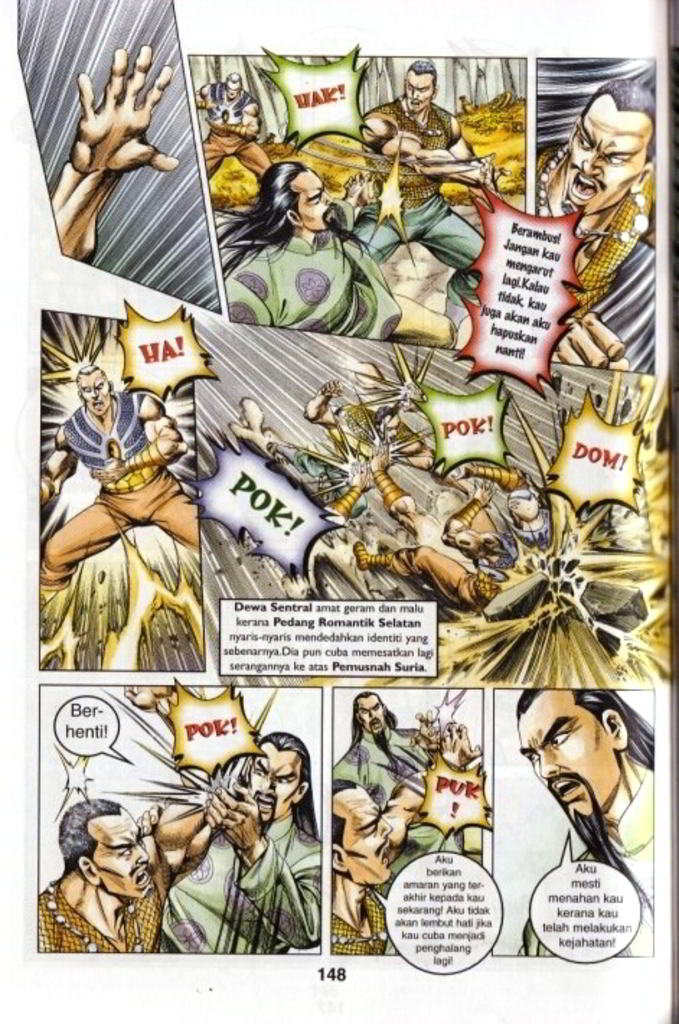 HAK!
Berambus!
Jangan kau
mengarut
lagi.Kalau
tidak, kau
juga akan aku
hapuskan
nanti!
HA!
POK!
POK!
DOM!
Dewa Sentral amat geram dan malu
kerana Pedang Romantik Selatan
nyaris-nyaris mendedahkan identiti yang
sebenarnya.Dia pun cuba memesatkan lagi
serangannya ke atas Pemusnah Suria.
Ber-
henti!
POK!
PUK
!
Aku
berikan
amaran yang ter-
akhir kepada kau
sekarang! Aku tidak
akan lembut hati jika
kau cuba menjadi
penghalang
lagi!
Aku
mesti
menahan kau
kerana kau
telah melakukan
kejahatan!
148